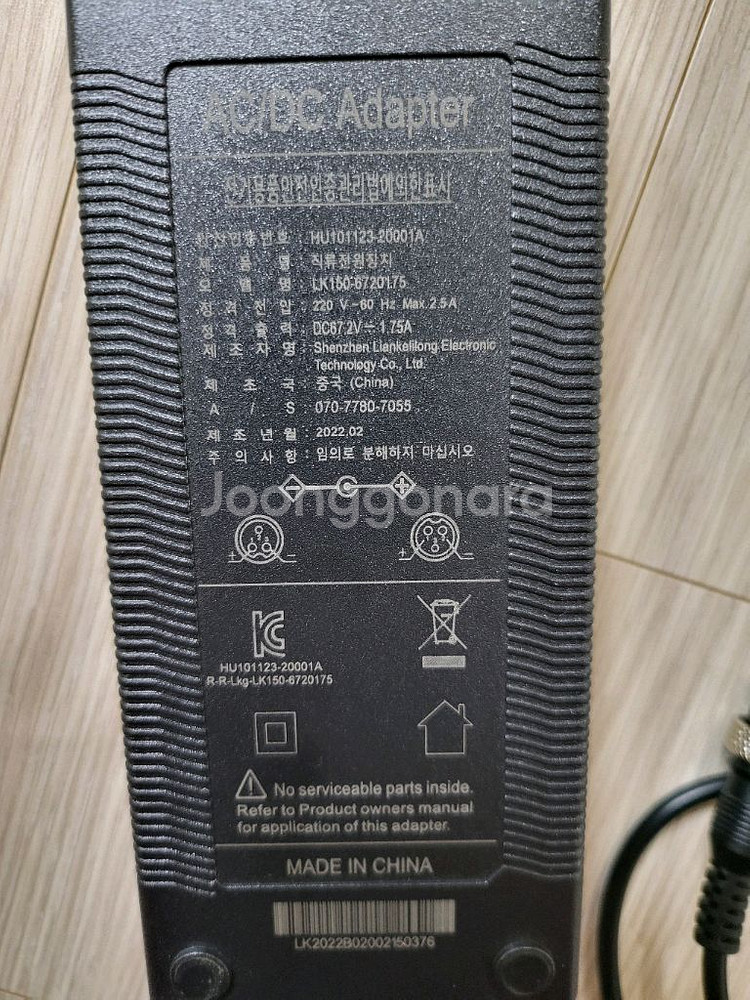 AC/DC Adapter
전기용품안전인증관리법에의한표시
안전인증번호 : HU101123-20001A
제 품 명 : 직류전원장치
모 델 명 : LK150-6720175
정격전압 : 220 V~60 Hz Max.2.5A
정격출력 : DC67.2V⎓1.75A
제조자명 : Shenzhen Liankelilong Electronic
Technology Co., Ltd.
제 조 국 : 중국 (China)
A / S : 070-7780-7055
제조년월 : 2022.02
주의사항 : 임의로 분해하지 마십시오
Joonggonara
HU101123-20001A
R-R-Lkg-LK150-6720175
No serviceable parts inside.
Refer to Product owners manual
for application of this adapter.
MADE IN CHINA
LK2022B02002150376